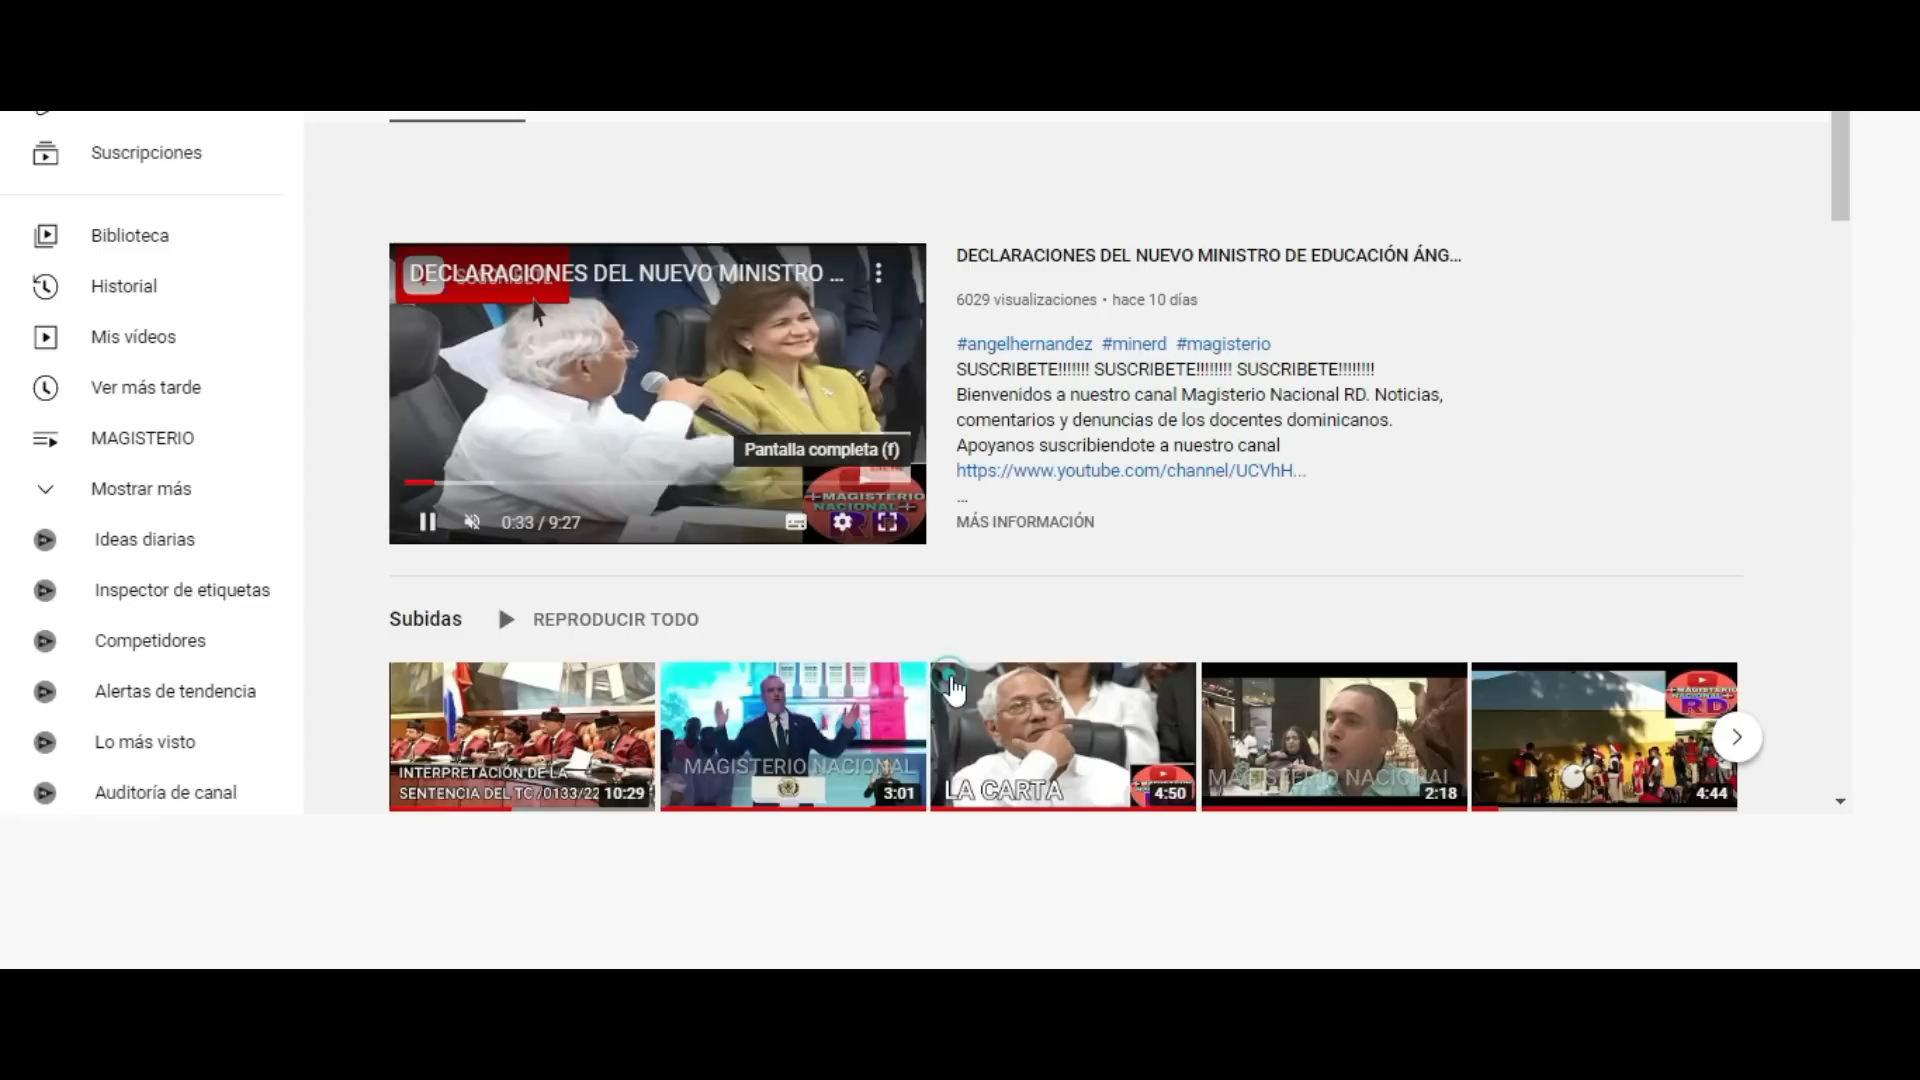 Suscripciones
Biblioteca
Historial
Mis vídeos
Ver más tarde
MAGISTERIO
Mostrar más
Ideas diarias
Inspector de etiquetas
Competidores
Alertas de tendencia
Lo más visto
Auditoría de canal
DECLARACIONES DEL NUEVO MINISTRO ...
Pantalla completa (f)
+MAGISTERIO
NACIONAL+
RD
0:33 / 9:27
DECLARACIONES DEL NUEVO MINISTRO DE EDUCACIÓN ÁNG...
6029 visualizaciones • hace 10 días
#angelhernandez #minerd #magisterio
SUSCRIBETE!!!!!!! SUSCRIBETE!!!!!!!! SUSCRIBETE!!!!!!!!
Bienvenidos a nuestro canal Magisterio Nacional RD. Noticias,
comentarios y denuncias de los docentes dominicanos.
Apoyanos suscribiendote a nuestro canal
https://www.youtube.com/channel/UCVhH...
...
MÁS INFORMACIÓN
Subidas REPRODUCIR TODO
INTERPRETACIÓN DE LA
SENTENCIA DEL TC/0133/22 10:29
MAGISTERIO NACIONAL
3:01
LA CARTA
4:50
MAGISTERIO NACIONAL
2:18
+MAGISTERIO
NACIONAL+
RD
4:44